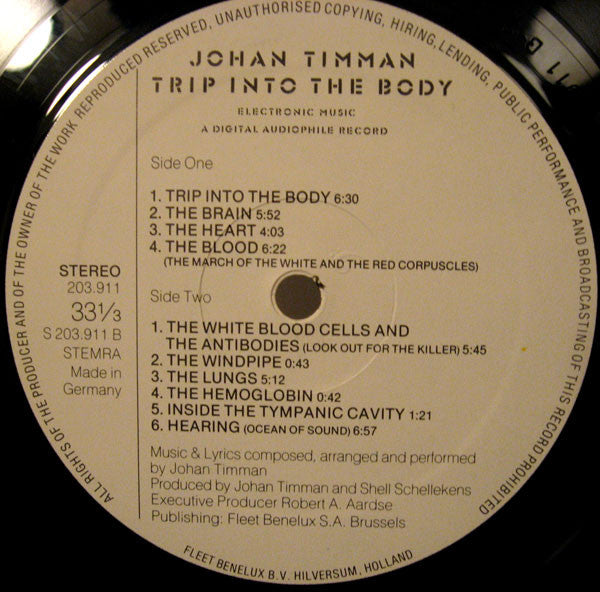 ALL RIGHTS OF THE PRODUCER AND OF THE OWNER OF THE WORK REPRODUCED RESERVED, UNAUTHORISED COPYING, HIRING, LENDING, PUBLIC PERFORMANCE AND BROADCASTING OF THIS RECORD PROHIBITED
JOHAN TIMMAN
TRIP INTO THE BODY
ELECTRONIC MUSIC
A DIGITAL AUDIOPHILE RECORD
Side One
1. TRIP INTO THE BODY 6:30
2. THE BRAIN 5:52
3. THE HEART 4:03
4. THE BLOOD 6:22
(THE MARCH OF THE WHITE AND THE RED CORPUSCLES)
STEREO
203.911
33⅓
S 203.911 B
STEMRA
Made in
Germany
Side Two
1. THE WHITE BLOOD CELLS AND
THE ANTIBODIES (LOOK OUT FOR THE KILLER) 5:45
2. THE WINDPIPE 0:43
3. THE LUNGS 5:12
4. THE HEMOGLOBIN 0:42
5. INSIDE THE TYMPANIC CAVITY 1:21
6. HEARING (OCEAN OF SOUND) 6:57
Music & Lyrics composed, arranged and performed
by Johan Timman
Produced by Johan Timman and Shell Schellekens
Executive Producer Robert A. Aardse
Publishing: Fleet Benelux S.A. Brussels
FLEET BENELUX B.V. HILVERSUM, HOLLAND